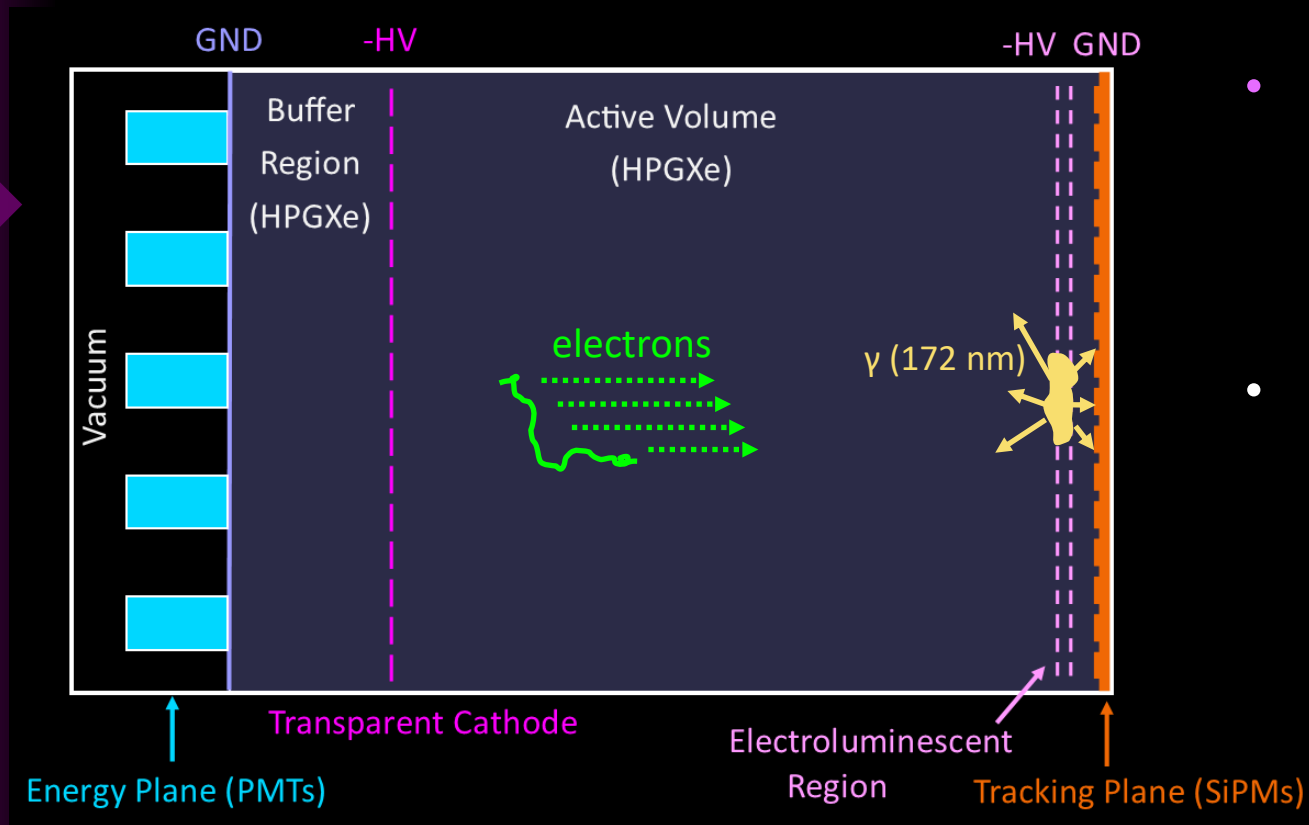 GND
-HV
-HV GND
Buffer
Region
(HPGXe)
Active Volume
(HPGXe)
Vacuum
electrons
γ (172 nm)
Transparent Cathode
Electroluminescent
Region
Energy Plane (PMTs)
Tracking Plane (SiPMs)